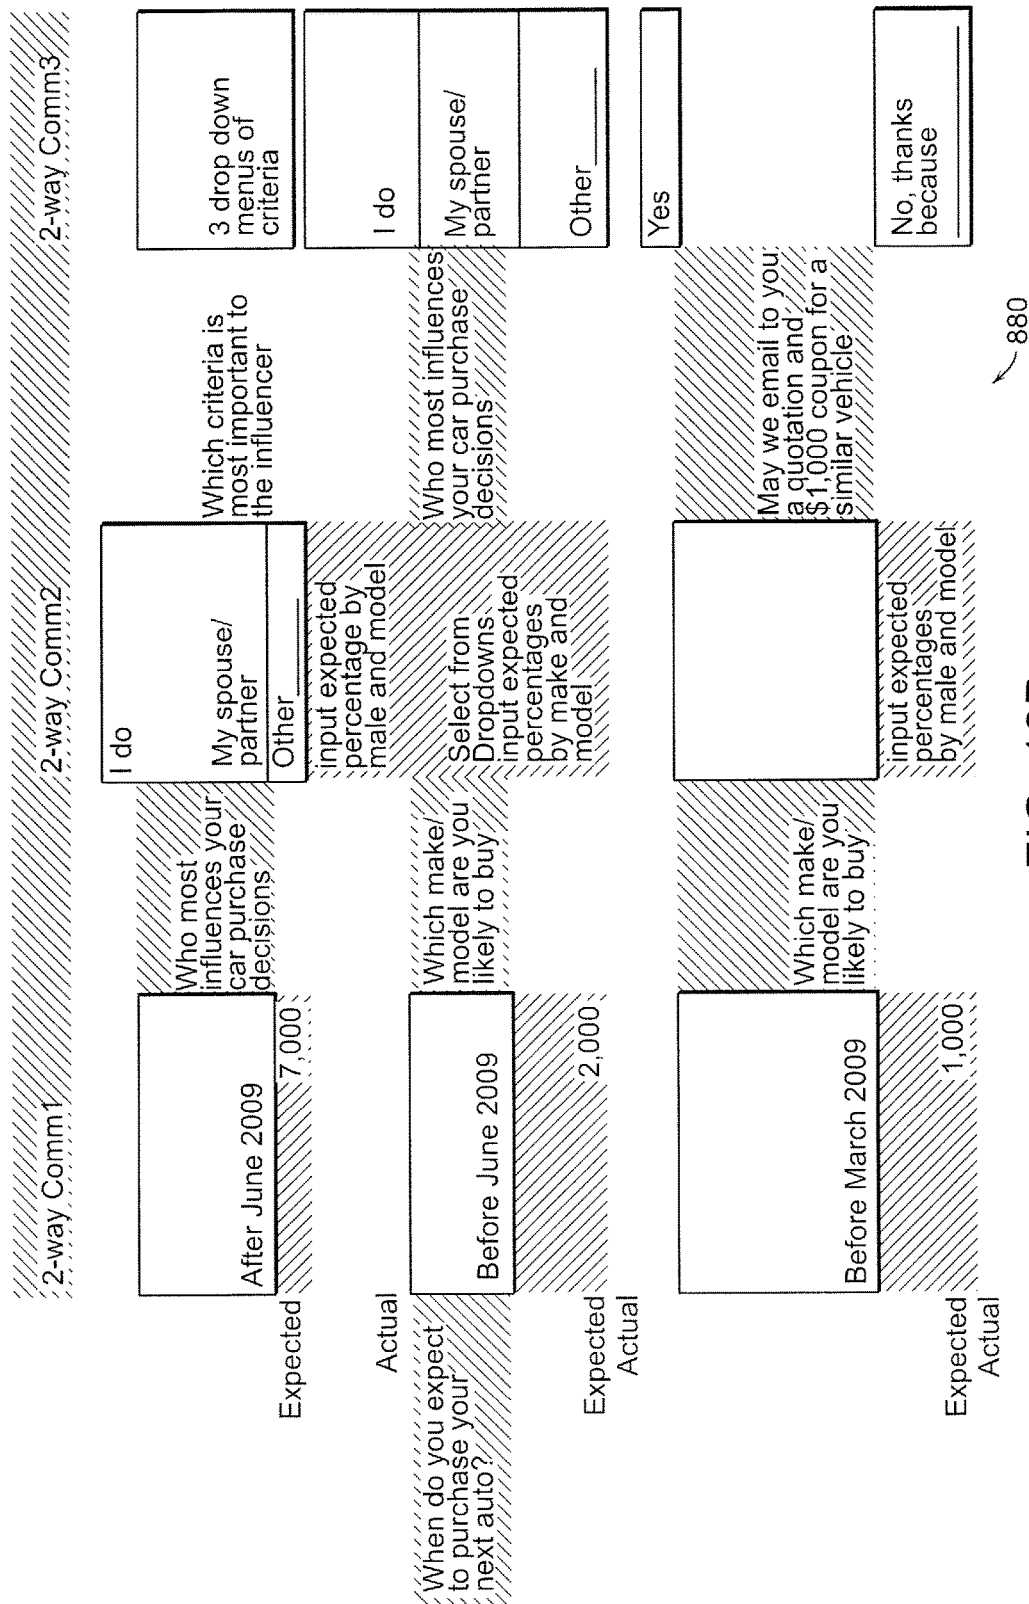 2-way Comm1
2-way Comm2
2-way Comm3
When do you expect
to purchase your
next auto?
After June 2009
Expected
7,000
Actual
Who most
influences your
car purchase
decisions
I do
My spouse/
partner
Other
input expected
percentage by
male and model
Which criteria is
most important to
the influencer
3 drop down
menus of
criteria
Before June 2009
Expected
2,000
Actual
Which make/
model are you
likely to buy
Select from
Dropdowns
input expected
percentages
by make and
model
Who most influences
your car purchase
decisions
I do
My spouse/
partner
Other
Before March 2009
Expected
1,000
Actual
Which make/
model are you
likely to buy
input expected
percentages
by male and model
May we email to you
a quotation and
$1,000 coupon for a
similar vehicle
Yes
No, thanks
because
880